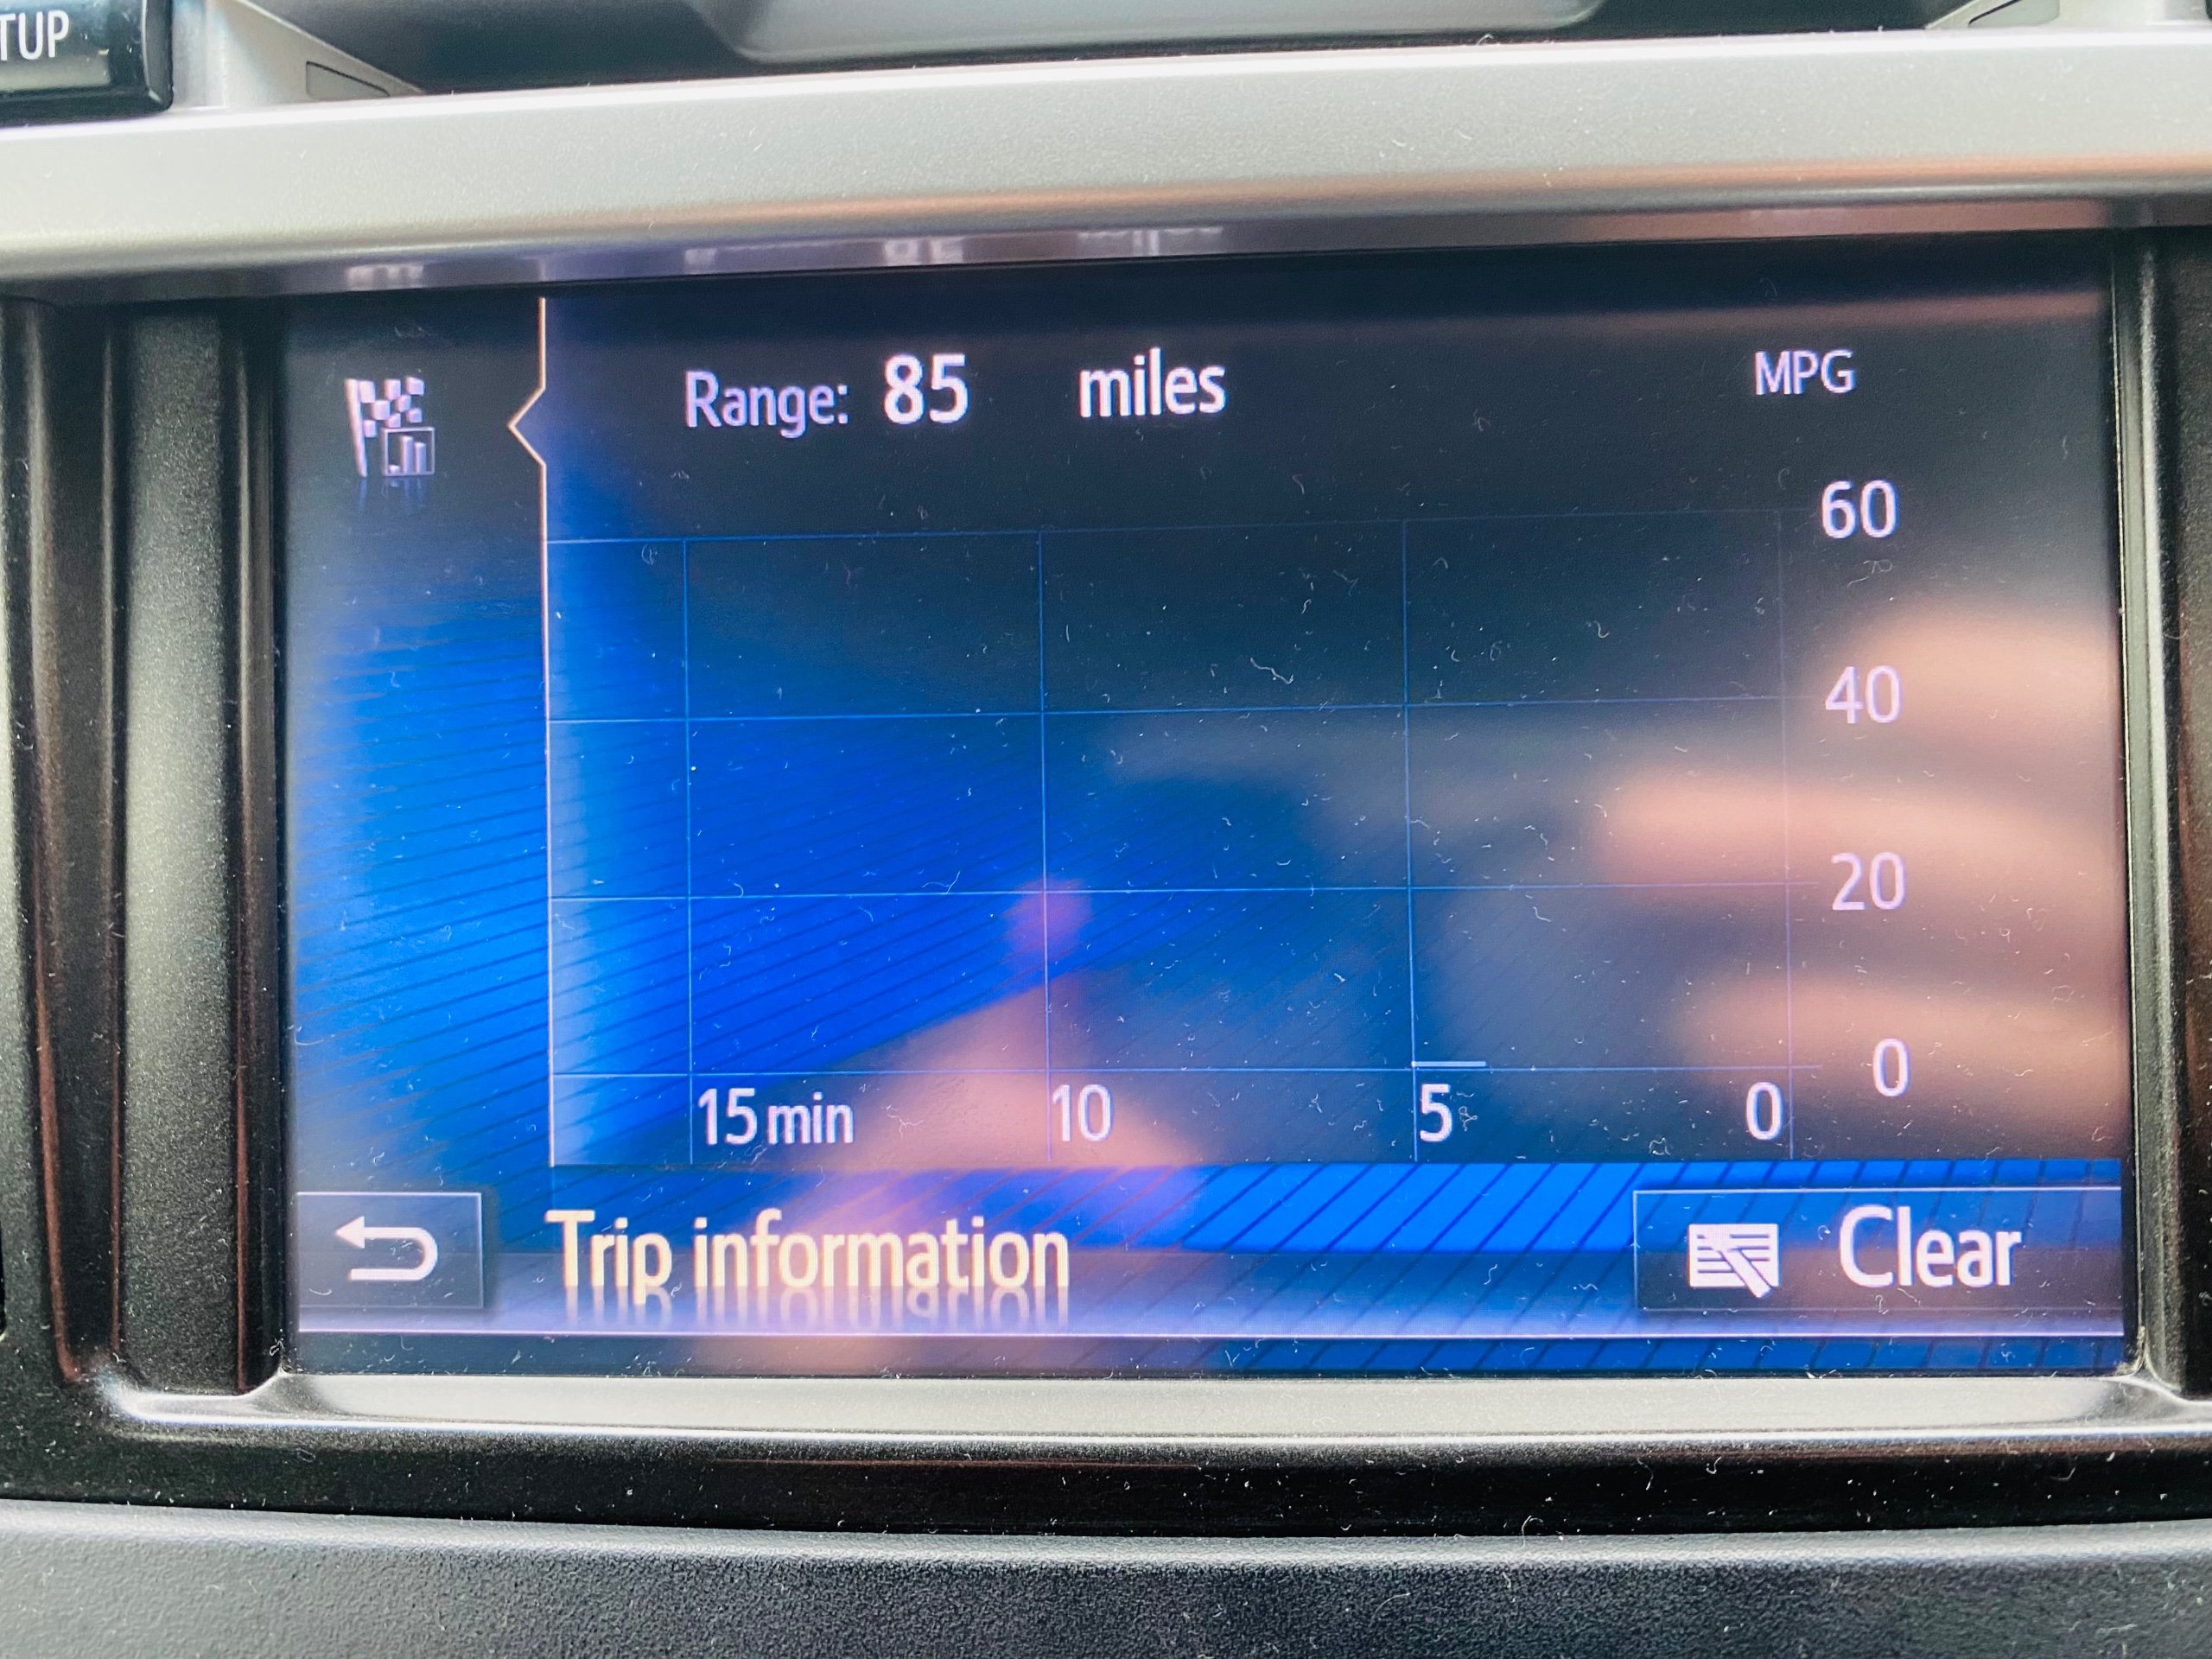 TUP
Range: 85 miles
MPG
60
40
20
0
15 min 10 5 0
Trip information
Clear